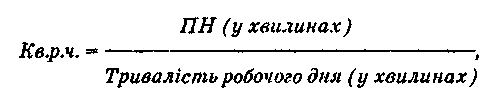 ПН (у хвилинах)
Кв.р.ч. =
Тривалість робочого дня (у хвилинах),